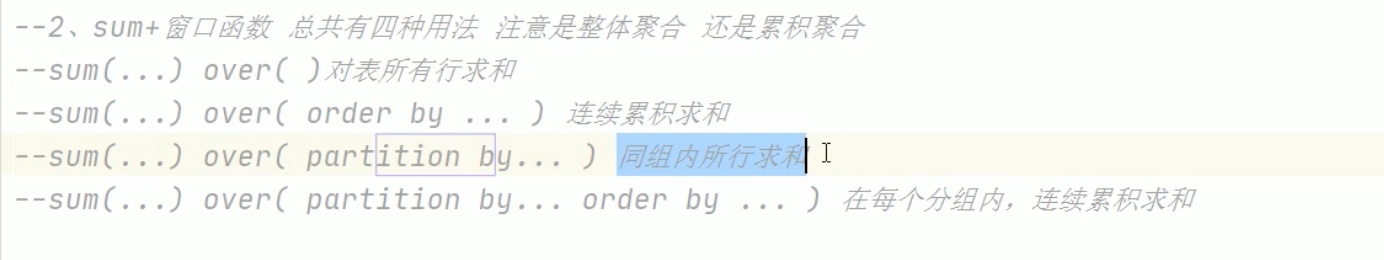 --2、sum+窗口函数 总共有四种用法 注意是整体聚合 还是累积聚合
--sum(...) over( )对表所有行求和
--sum(...) over( order by ... ) 连续累积求和
--sum(...) over( partition by... ) 同组内所行求和
--sum(...) over( partition by... order by ... ) 在每个分组内，连续累积求和